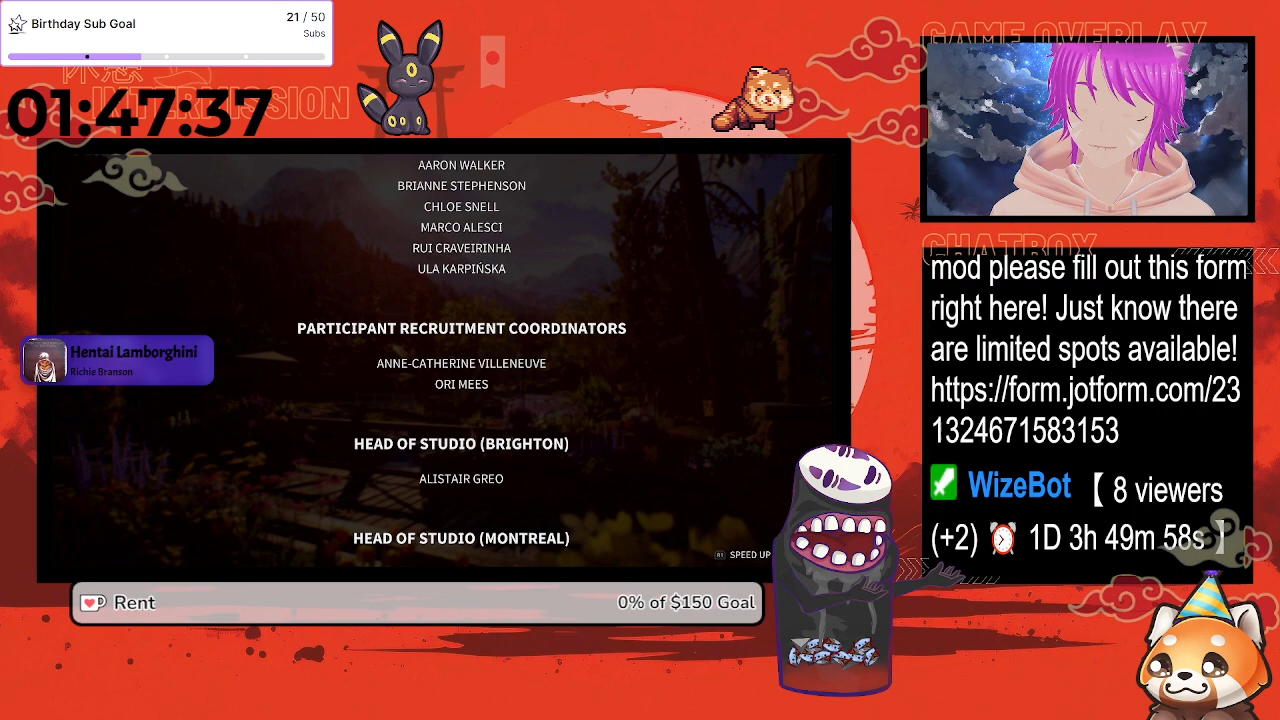 Birthday Sub Goal
21 / 50
Subs
休憩
INTERMISSION
01:47:37
GAME OVERLAY
AARON WALKER
BRIANNE STEPHENSON
CHLOE SNELL
MARCO ALESCI
RUI CRAVEIRINHA
ULA KARPIŃSKA
PARTICIPANT RECRUITMENT COORDINATORS
ANNE-CATHERINE VILLENEUVE
ORI MEES
HEAD OF STUDIO (BRIGHTON)
ALISTAIR GREO
HEAD OF STUDIO (MONTREAL)
R1 SPEED UP
Hentai Lamborghini
Richie Branson
CHATBOX
mod please fill out this form
right here! Just know there
are limited spots available!
https://form.jotform.com/23
1324671583153
WizeBot 【 8 viewers
(+2) ⏰ 1D 3h 49m 58s 】
Rent
0% of $150 Goal